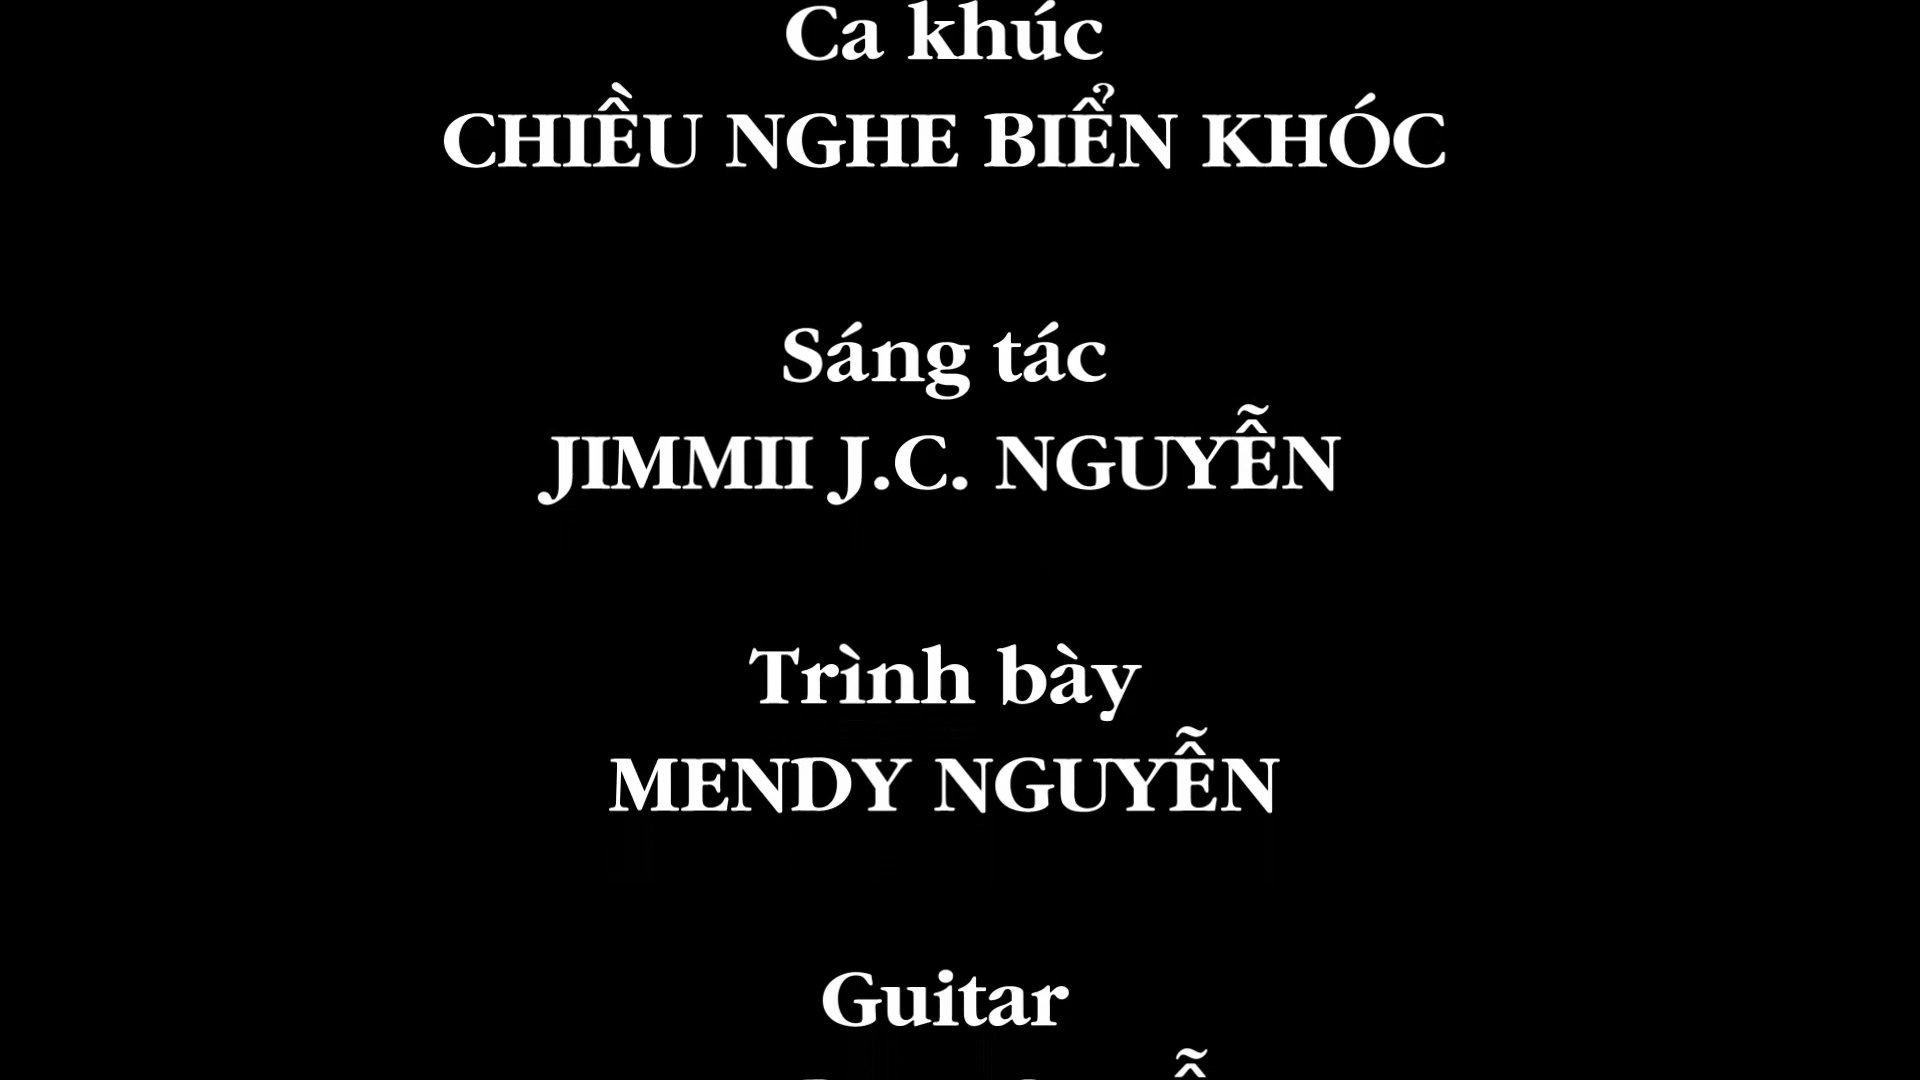 Ca khúc
CHIỀU NGHE BIỂN KHÓC
Sáng tác
JIMMII J.C. NGUYỄN
Trình bày
MENDY NGUYỄN
Guitar